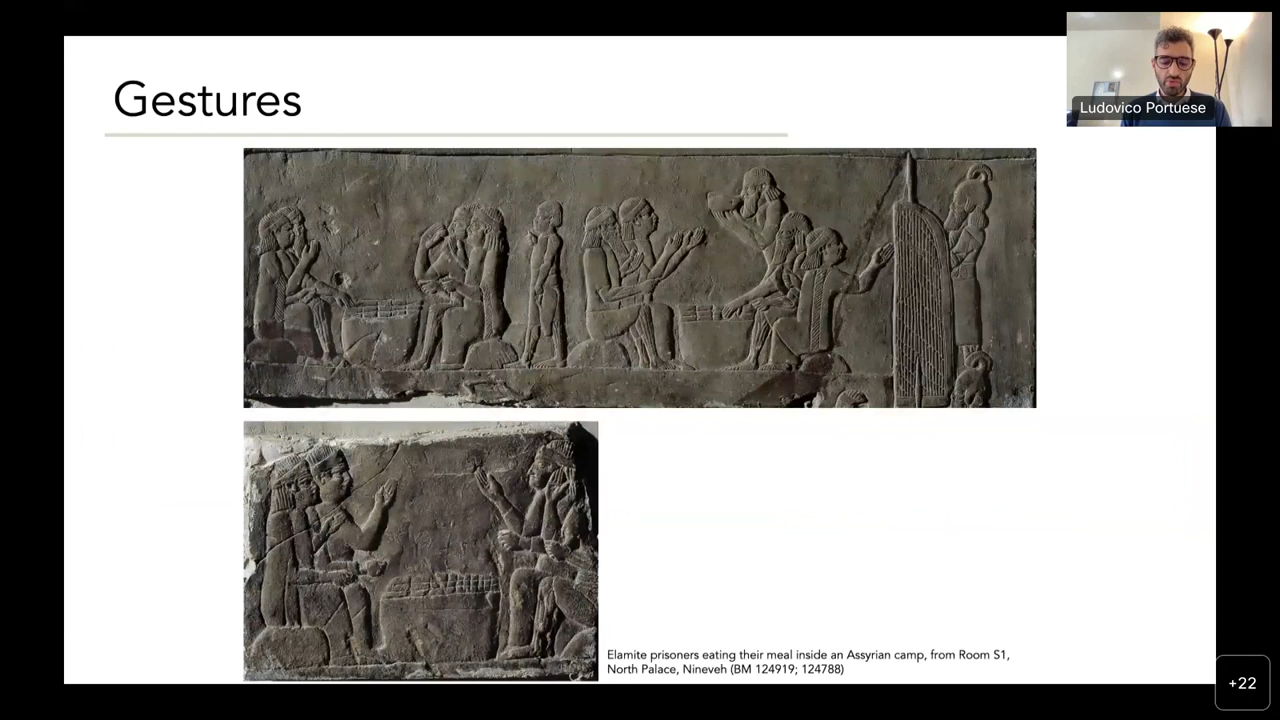 Gestures
Ludovico Portuese
Elamite prisoners eating their meal inside an Assyrian camp, from Room S1,
North Palace, Nineveh (BM 124919; 124788)
+22